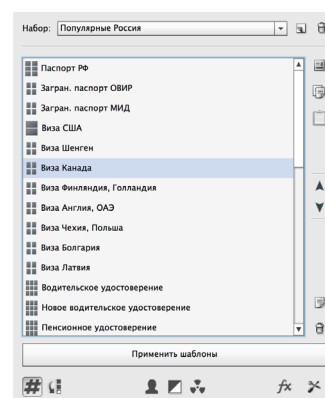 Набор: Популярные Россия
Паспорт РФ
Загран. паспорт ОВИР
Загран. паспорт МИД
Виза США
Виза Шенген
Виза Канада
Виза Финляндия, Голландия
Виза Англия, ОАЭ
Виза Чехия, Польша
Виза Болгария
Виза Латвия
Водительское удостоверение
Новое водительское удостоверение
Пенсионное удостоверение
Применить шаблоны
fx